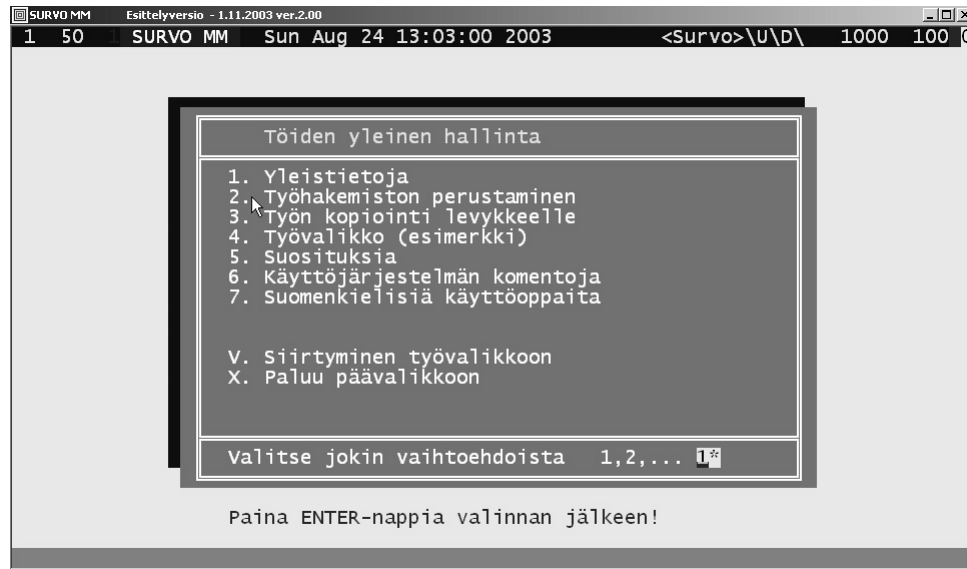 SURVO MM Esittelyversio - 1.11.2003 ver.2.00
1 50 1 SURVO MM Sun Aug 24 13:03:00 2003 <Survo>\U\D\ 1000 100
Töiden yleinen hallinta
1. Yleistietoja
2. Työhakemiston perustaminen
3. Työn kopiointi levykkeelle
4. Työvalikko (esimerkki)
5. Suosituksia
6. Käyttöjärjestelmän komentoja
7. Suomenkielisiä käyttöoppaita
V. Siirtyminen työvalikkoon
X. Paluu päävalikkoon
Valitse jokin vaihtoehdoista 1,2,... 1*
Paina ENTER-nappia valinnan jälkeen!